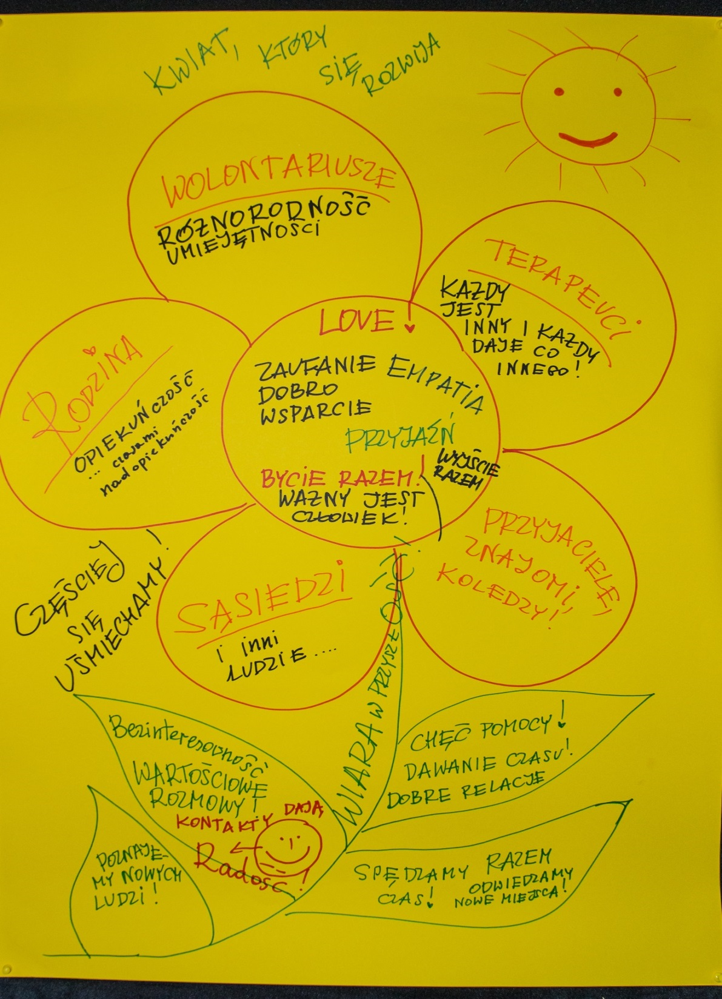 KWIAT, KTÓRY SIĘ ROZWIJA
WOLONTARIUSZE
RÓŻNORODNOŚĆ
UMIEJĘTNOŚCI
TERAPEUCI
KAŻDY
JEST
INNY I KAŻDY
DAJE CO
INNEGO!
RODZINA
OPIEKUŃCZOŚĆ
... czasami
nadopiekuńczość
LOVE!
ZAUFANIE EMPATIA
DOBRO
WSPARCIE
PRZYJAŹŃ
BYCIE RAZEM!
WYJŚCIE
RAZEM
WAŻNY JEST
CZŁOWIEK!
PRZYJACIELE,
ZNAJOMI,
KOLEDZY!
SĄSIEDZI
i inni
LUDZIE ....
CZĘŚCIEJ
SIĘ
UŚMIECHAMY!
WIARA W PRZYSZŁOŚĆ!
Bezinteresowność
WARTOŚCIOWE
ROZMOWY!
KONTAKTY DAJĄ
Radość!
CHĘĆ POMOCY!
DAWANIE CZASU!
DOBRE RELACJE
POZNAJE-
MY NOWYCH
LUDZI!
SPĘDZAMY RAZEM
CZAS!
ODWIEDZAMY
NOWE MIEJSCA!